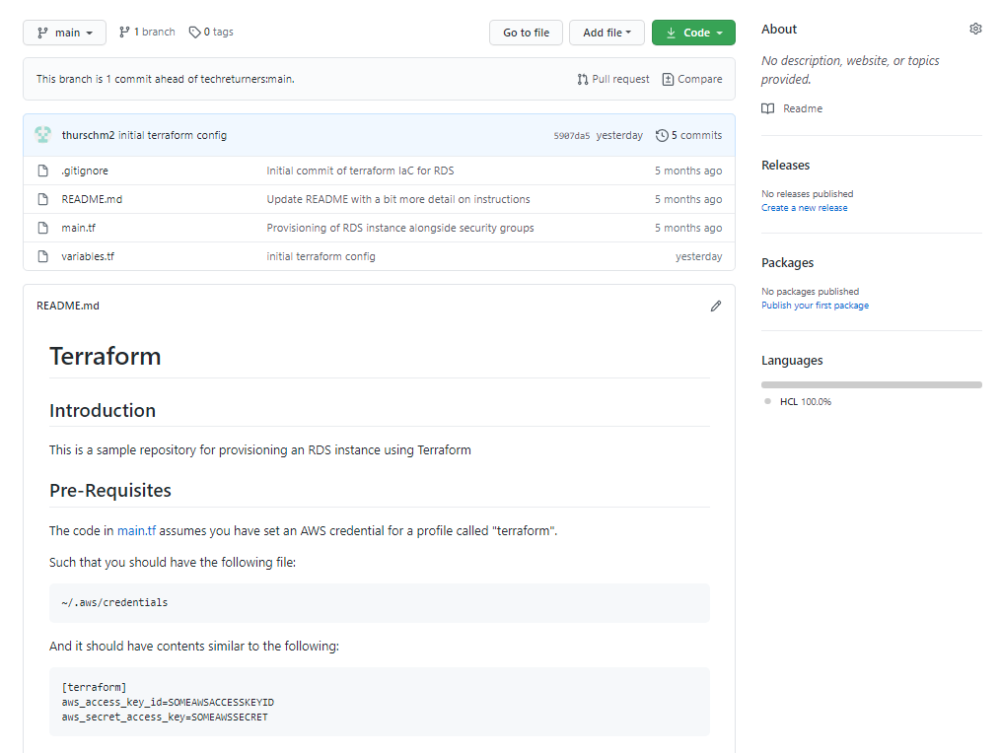 main 1 branch 0 tags Go to file Add file Code
This branch is 1 commit ahead of techreturners:main. Pull request Compare
thurschm2 initial terraform config 5907da5 yesterday 5 commits
.gitignore Initial commit of terraform IaC for RDS 5 months ago
README.md Update README with a bit more detail on instructions 5 months ago
main.tf Provisioning of RDS instance alongside security groups 5 months ago
variables.tf initial terraform config yesterday
README.md
Terraform
Introduction
This is a sample repository for provisioning an RDS instance using Terraform
Pre-Requisites
The code in main.tf assumes you have set an AWS credential for a profile called "terraform".
Such that you should have the following file:
~/.aws/credentials
And it should have contents similar to the following:
[terraform]
aws_access_key_id=SOMEAWSACCESSKEYID
aws_secret_access_key=SOMEAWSSECRET
About
No description, website, or topics
provided.
Readme
Releases
No releases published
Create a new release
Packages
No packages published
Publish your first package
Languages
HCL 100.0%